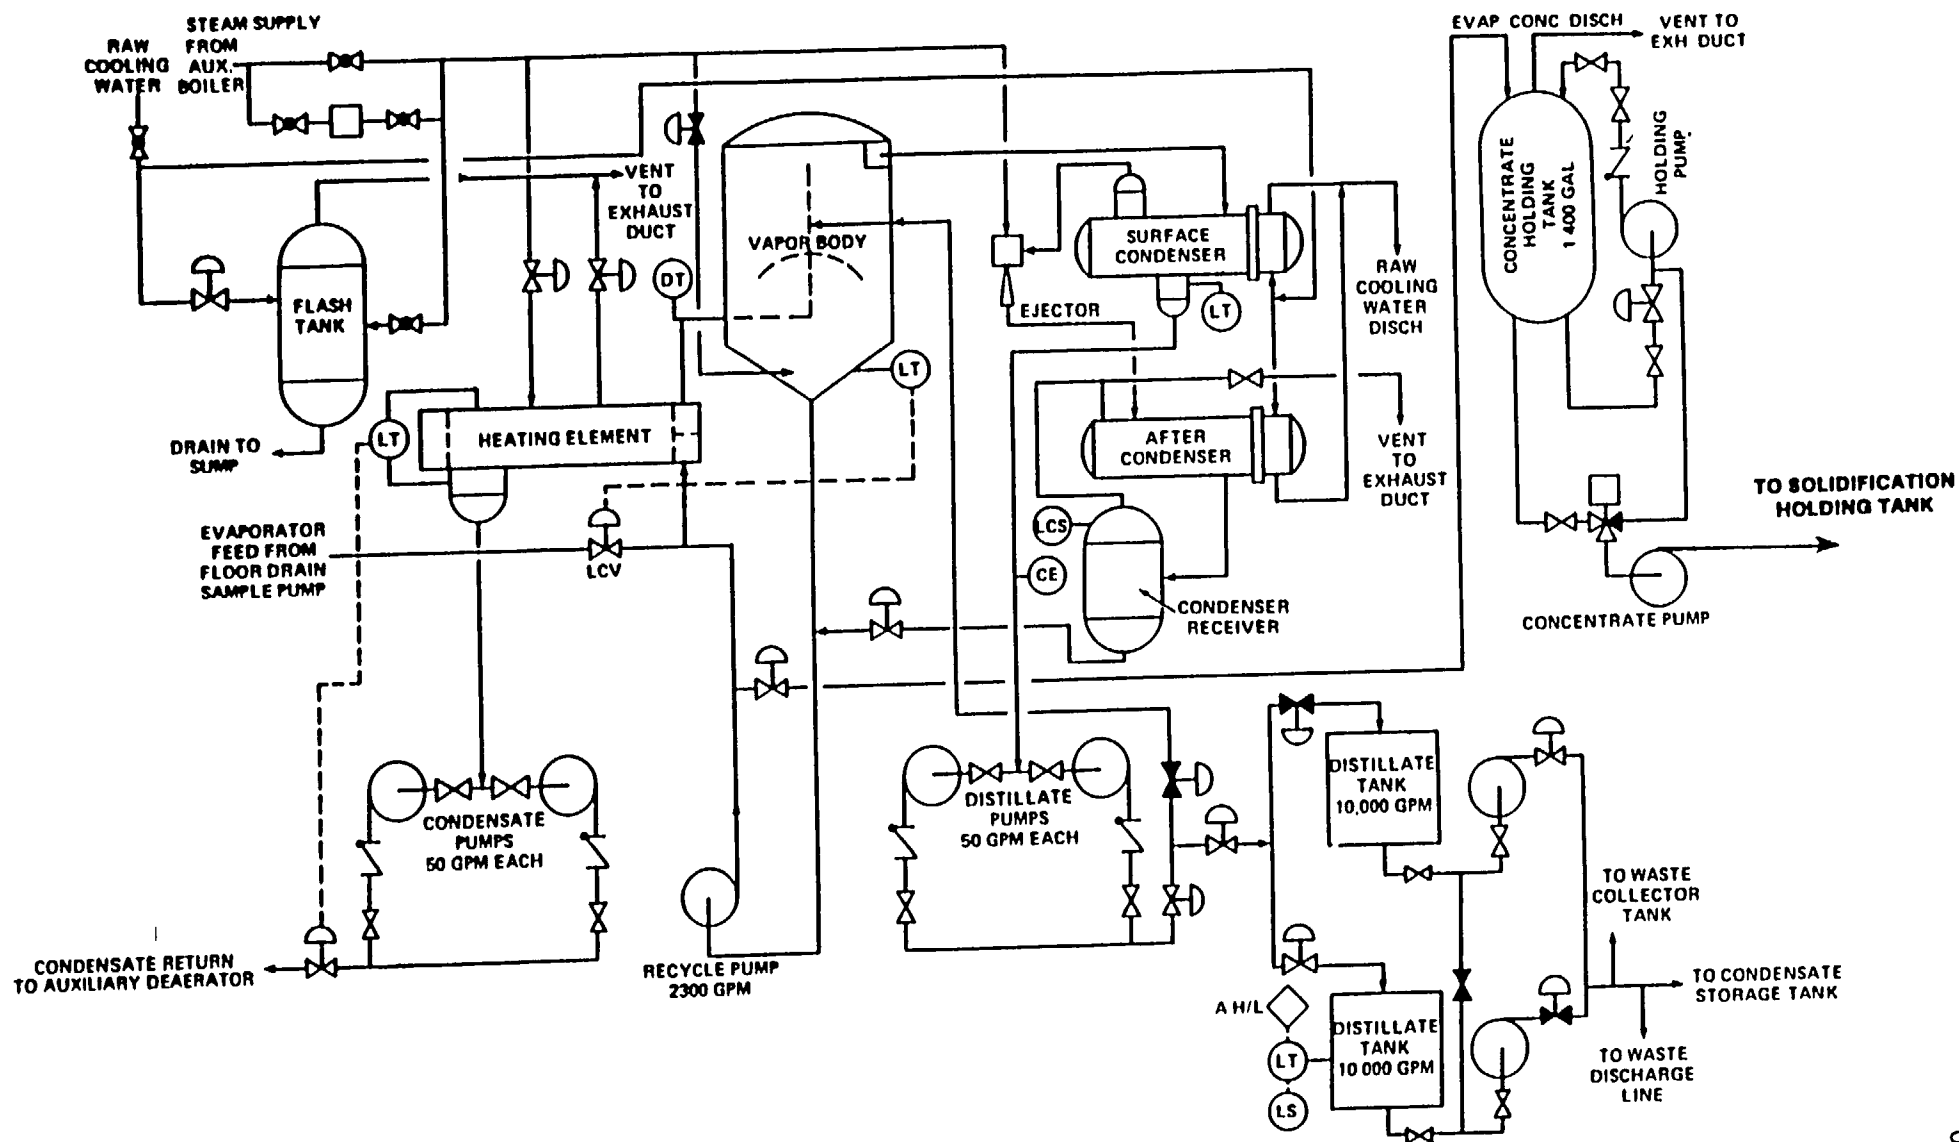 STEAM SUPPLY
FROM
AUX.
BOILER
RAW
COOLING
WATER
EVAP CONC DISCH
VENT TO
EXH DUCT
CONCENTRATE
HOLDING
TANK
1 400 GAL
HOLDING
PUMP
VENT
TO
EXHAUST
DUCT
VAPOR BODY
DT
SURFACE
CONDENSER
LT
RAW
COOLING
WATER
DISCH
EJECTOR
FLASH
TANK
LT
DRAIN TO
SUMP
LT
HEATING ELEMENT
AFTER
CONDENSER
VENT
TO
EXHAUST
DUCT
TO SOLIDIFICATION
HOLDING TANK
EVAPORATOR
FEED FROM
FLOOR DRAIN
SAMPLE PUMP
LCV
LCS
CE
CONDENSER
RECEIVER
CONCENTRATE PUMP
CONDENSATE
PUMPS
50 GPM EACH
DISTILLATE
PUMPS
50 GPM EACH
DISTILLATE
TANK
10,000 GPM
TO WASTE
COLLECTOR
TANK
CONDENSATE RETURN
TO AUXILIARY DEAERATOR
RECYCLE PUMP
2300 GPM
TO CONDENSATE
STORAGE TANK
A H/L
LT
LS
DISTILLATE
TANK
10 000 GPM
TO WASTE
DISCHARGE
LINE